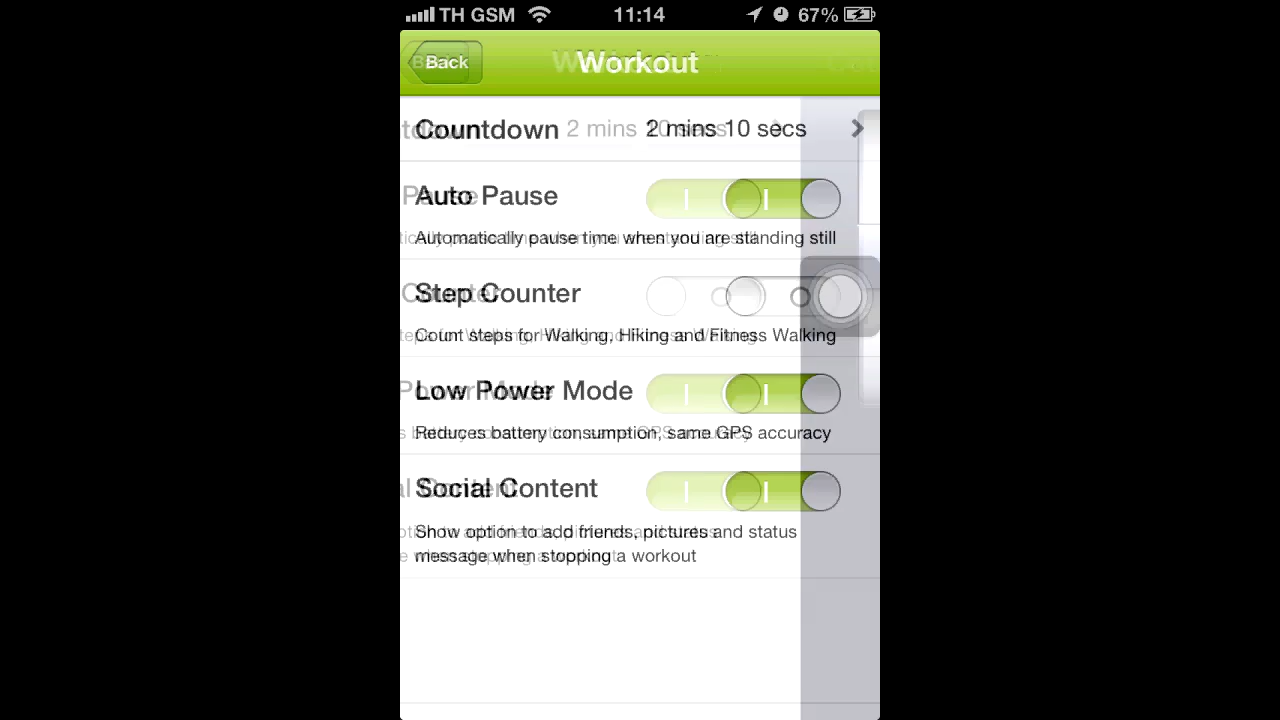 TH GSM 11:14 67%
Back Workout
Countdown 2 mins 10 secs
Auto Pause
Automatically pause time when you are standing still
Step Counter
Count steps for Walking, Hiking and Fitness Walking
Low Power Mode
Reduces battery consumption, same GPS accuracy
Social Content
Show option to add friends, pictures and status
message when stopping a workout